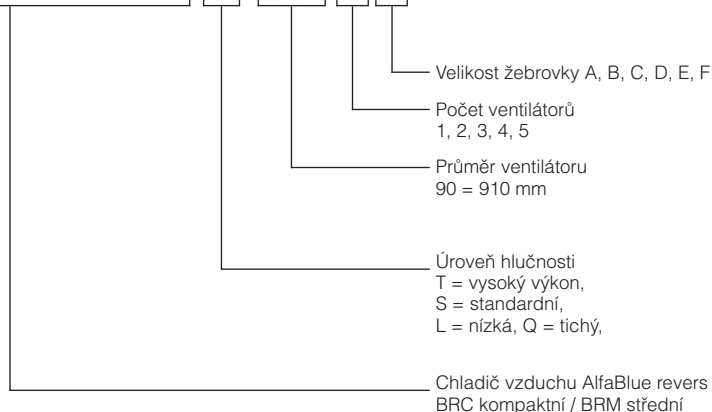 Velikost žebrovky A, B, C, D, E, F
Počet ventilátorů
1, 2, 3, 4, 5
Průměr ventilátoru
90 = 910 mm
Úroveň hlučnosti
T = vysoký výkon,
S = standardní,
L = nízká, Q = tichý,
Chladič vzduchu AlfaBlue revers
BRC kompaktní / BRM střední